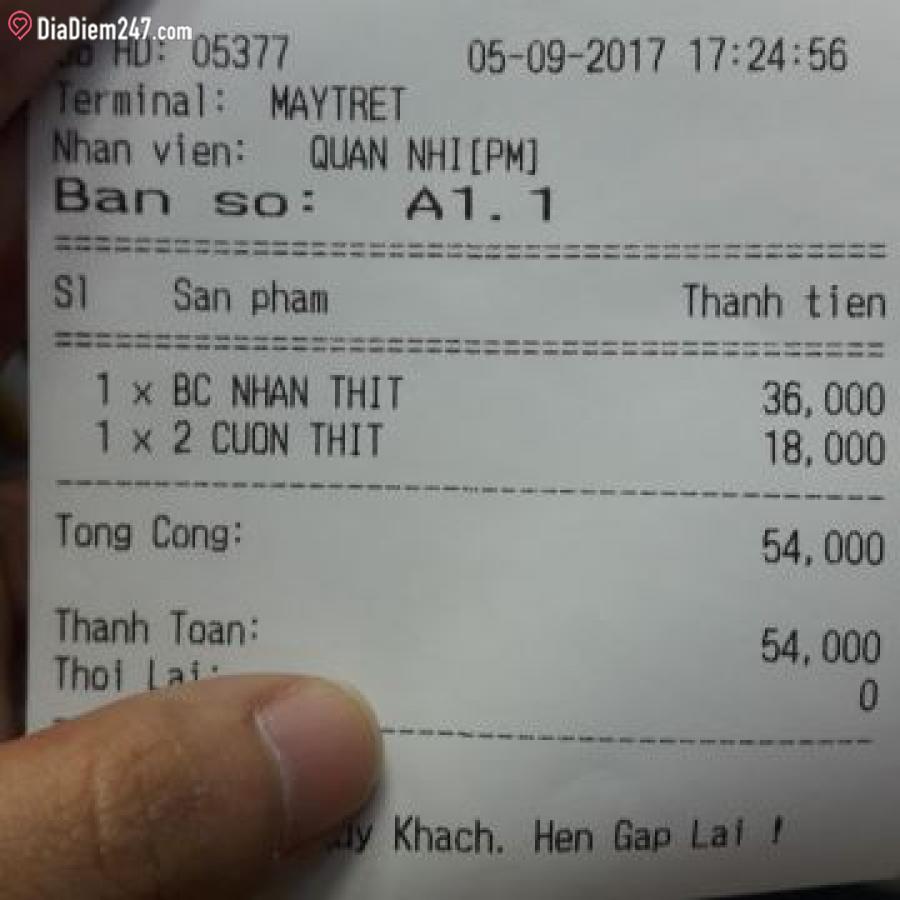 DiaDiem247.com
HD: 05377 05-09-2017 17:24:56
Terminal: MAYTRET
Nhan vien: QUAN NHI[PM]
Ban so: A1.1
Sl San pham Thanh tien
1 x BC NHAN THIT 36,000
1 x 2 CUON THIT 18,000
Tong Cong: 54,000
Thanh Toan: 54,000
Thoi Lai: 0
Khach. Hen Gap Lai !